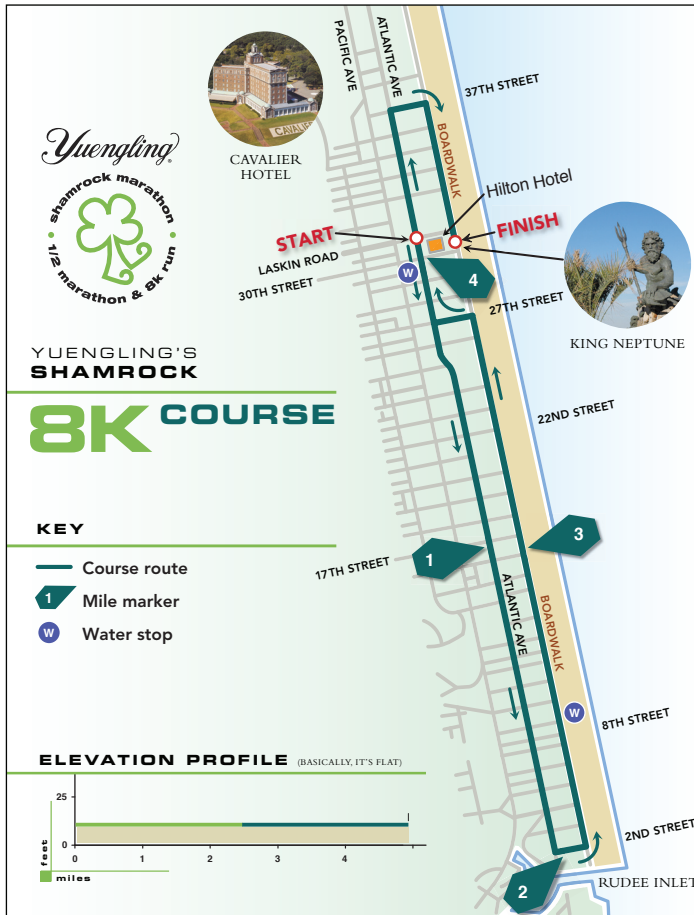 PACIFIC AVE
ATLANTIC AVE
37TH STREET
CAVALIER
CAVALIER
HOTEL
Yuengling®
shamrock marathon
1/2 marathon & 8k run
BOARDWALK
Hilton Hotel
START
FINISH
LASKIN ROAD
30TH STREET
W
4
27TH STREET
KING NEPTUNE
YUENGLING'S
SHAMROCK
8K COURSE
22ND STREET
KEY
Course route
1 Mile marker
W Water stop
3
1
17TH STREET
ATLANTIC AVE
BOARDWALK
W
8TH STREET
ELEVATION PROFILE (BASICALLY, IT'S FLAT)
25
0
feet
0 1 2 3 4
miles
2ND STREET
2
RUDEE INLET